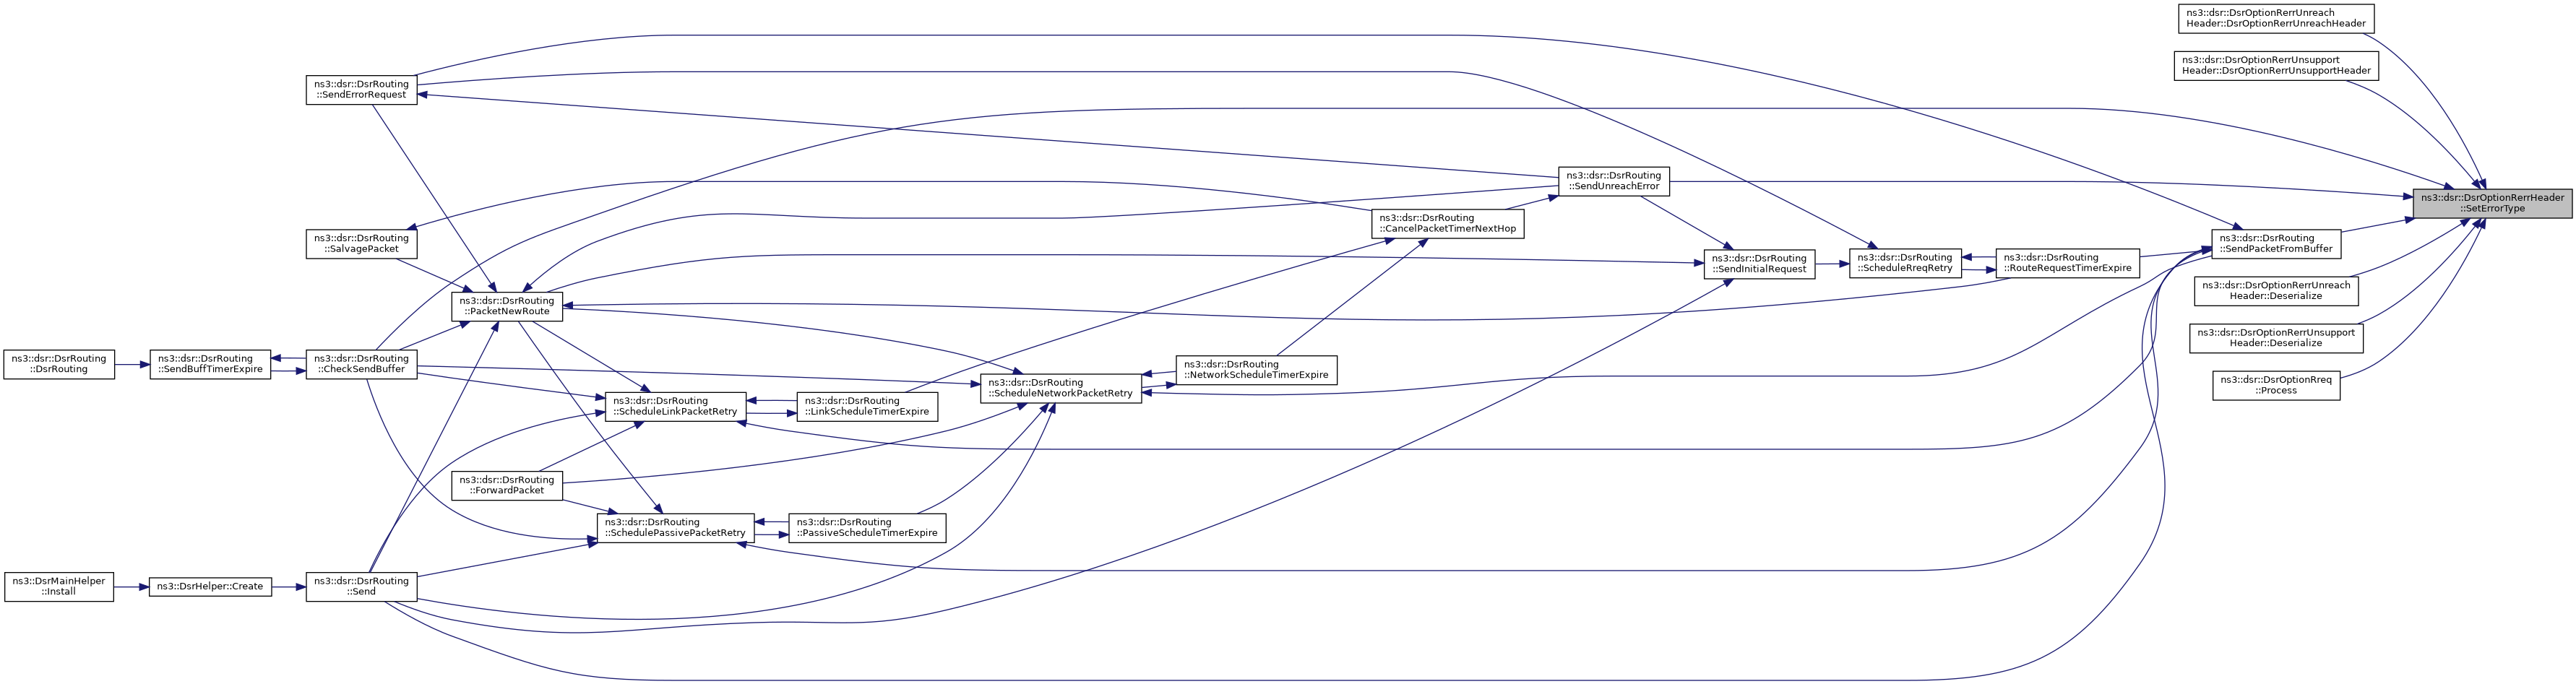 ns3::dsr::DsrOptionRerrUnreach
Header::DsrOptionRerrUnreachHeader
ns3::dsr::DsrOptionRerrUnsupport
Header::DsrOptionRerrUnsupportHeader
ns3::dsr::DsrRouting
::SendErrorRequest
ns3::dsr::DsrRouting
::SendUnreachError
ns3::dsr::DsrOptionRerrHeader
::SetErrorType
ns3::dsr::DsrRouting
::CancelPacketTimerNextHop
ns3::dsr::DsrRouting
::SalvagePacket
ns3::dsr::DsrRouting
::SendPacketFromBuffer
ns3::dsr::DsrRouting
::SendInitialRequest
ns3::dsr::DsrRouting
::ScheduleRreqRetry
ns3::dsr::DsrRouting
::RouteRequestTimerExpire
ns3::dsr::DsrOptionRerrUnreach
Header::Deserialize
ns3::dsr::DsrRouting
::PacketNewRoute
ns3::dsr::DsrOptionRerrUnsupport
Header::Deserialize
ns3::dsr::DsrRouting
::DsrRouting
ns3::dsr::DsrRouting
::SendBuffTimerExpire
ns3::dsr::DsrRouting
::CheckSendBuffer
ns3::dsr::DsrRouting
::NetworkScheduleTimerExpire
ns3::dsr::DsrRouting
::ScheduleNetworkPacketRetry
ns3::dsr::DsrOptionRreq
::Process
ns3::dsr::DsrRouting
::ScheduleLinkPacketRetry
ns3::dsr::DsrRouting
::LinkScheduleTimerExpire
ns3::dsr::DsrRouting
::ForwardPacket
ns3::dsr::DsrRouting
::SchedulePassivePacketRetry
ns3::dsr::DsrRouting
::PassiveScheduleTimerExpire
ns3::DsrMainHelper
::Install
ns3::DsrHelper::Create
ns3::dsr::DsrRouting
::Send